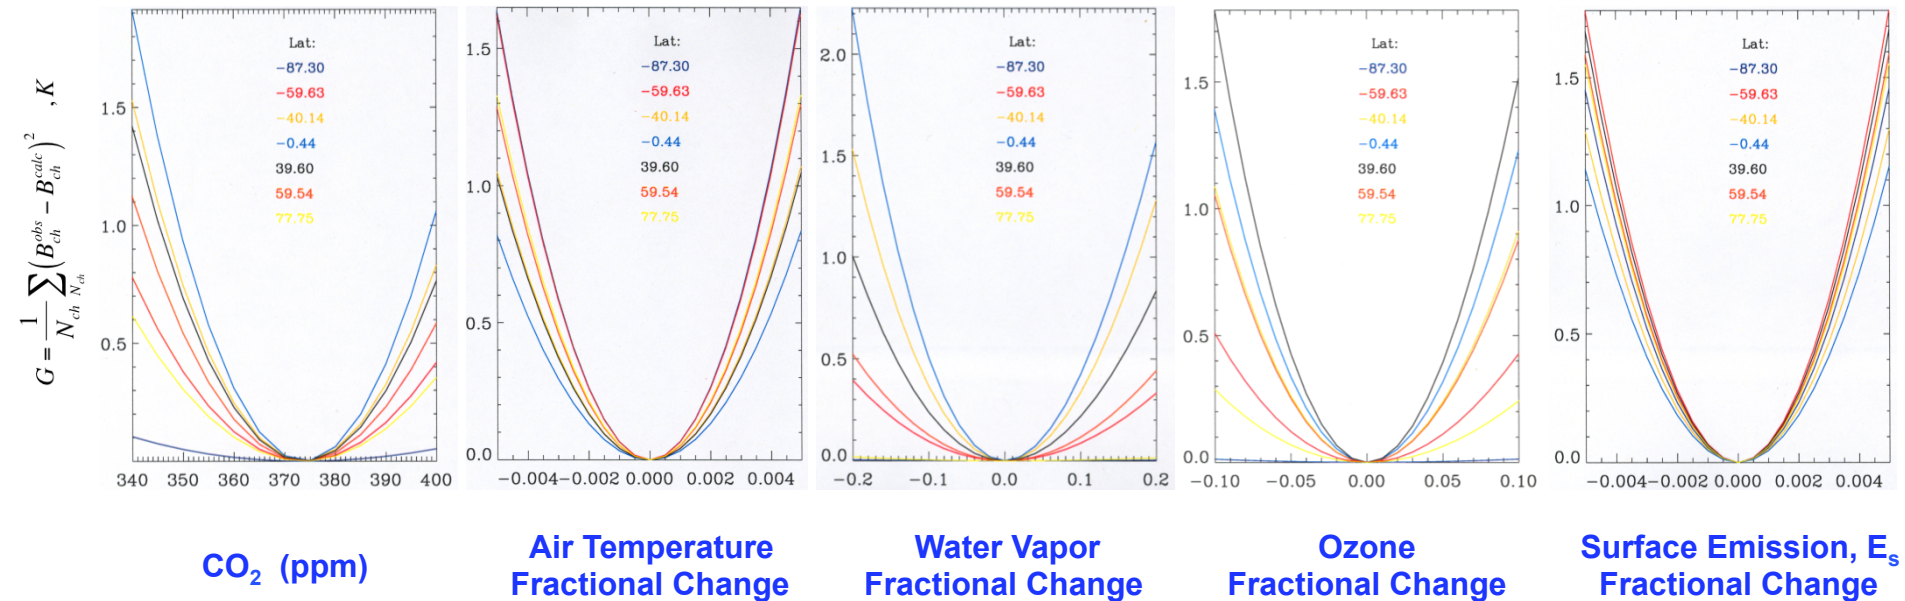 G = 1/N_ch ∑_{N_ch} (B_ch^{obs} − B_ch^{calc})² , K
1.5
1.0
0.5
340 350 360 370 380 390 400
Lat:
−87.30
−59.63
−40.14
−0.44
39.60
59.54
77.75
CO₂ (ppm)
1.5
1.0
0.5
0.0
−0.004 −0.002 0.000 0.002 0.004
Lat:
−87.30
−59.63
−40.14
−0.44
39.60
59.54
77.75
Air Temperature
Fractional Change
2.0
1.5
1.0
0.5
0.0
−0.2 −0.1 0.0 0.1 0.2
Lat:
−87.30
−59.63
−40.14
−0.44
39.60
59.54
77.75
Water Vapor
Fractional Change
1.5
1.0
0.5
0.0
−0.10 −0.05 0.00 0.05 0.10
Lat:
−87.30
−59.63
−40.14
−0.44
39.60
59.54
77.75
Ozone
Fractional Change
1.5
1.0
0.5
0.0
−0.004 −0.002 0.000 0.002 0.004
Lat:
−87.30
−59.63
−40.14
−0.44
39.60
59.54
77.75
Surface Emission, Eₛ
Fractional Change